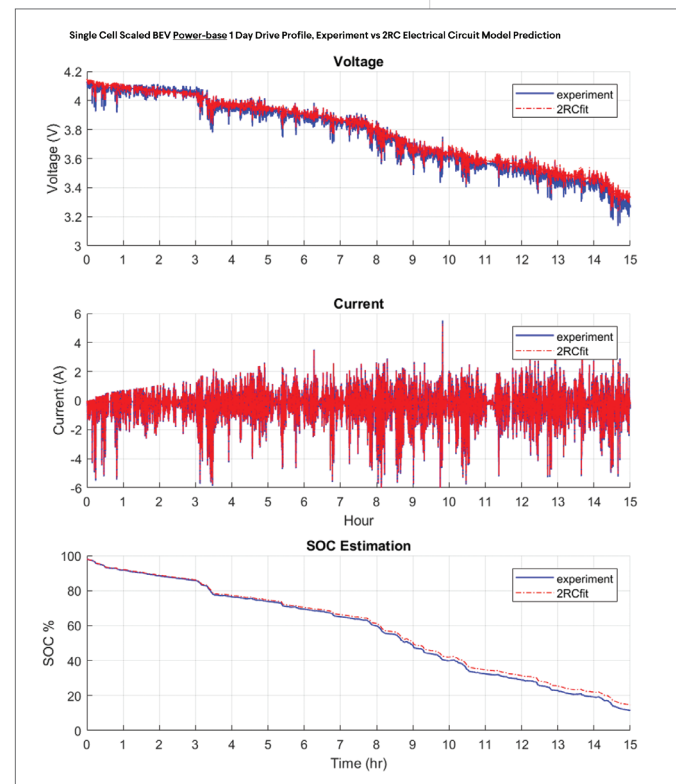 Single Cell Scaled BEV Power-base 1 Day Drive Profile, Experiment vs 2RC Electrical Circuit Model Prediction
Voltage
4.2
4
3.8
3.6
3.4
3.2
3
Voltage (V)
experiment
2RCfit
0 1 2 3 4 5 6 7 8 9 10 11 12 13 14 15
Current
6
4
2
0
-2
-4
-6
Current (A)
experiment
2RCfit
0 1 2 3 4 5 6 7 8 9 10 11 12 13 14 15
Hour
SOC Estimation
100
80
60
40
20
0
SOC %
experiment
2RCfit
0 1 2 3 4 5 6 7 8 9 10 11 12 13 14 15
Time (hr)